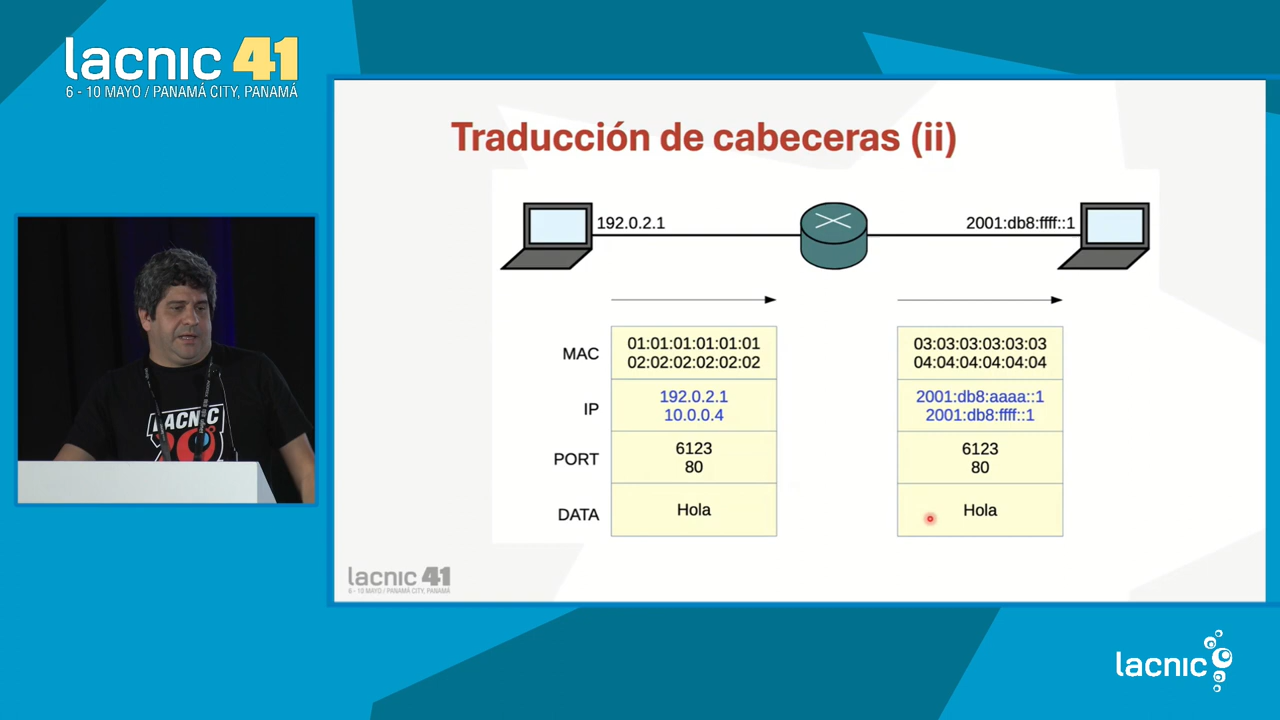 lacnic 41
6 - 10 MAYO / PANAMÁ CITY, PANAMÁ
Traducción de cabeceras (ii)
192.0.2.1
2001:db8:ffff::1
MAC
01:01:01:01:01:01
02:02:02:02:02:02
03:03:03:03:03:03
04:04:04:04:04:04
IP
192.0.2.1
10.0.0.4
2001:db8:aaaa::1
2001:db8:ffff::1
PORT
6123
80
6123
80
DATA
Hola
Hola
LACNIC
lacnic 41
6 - 10 MAYO / PANAMÁ CITY, PANAMÁ
lacnic